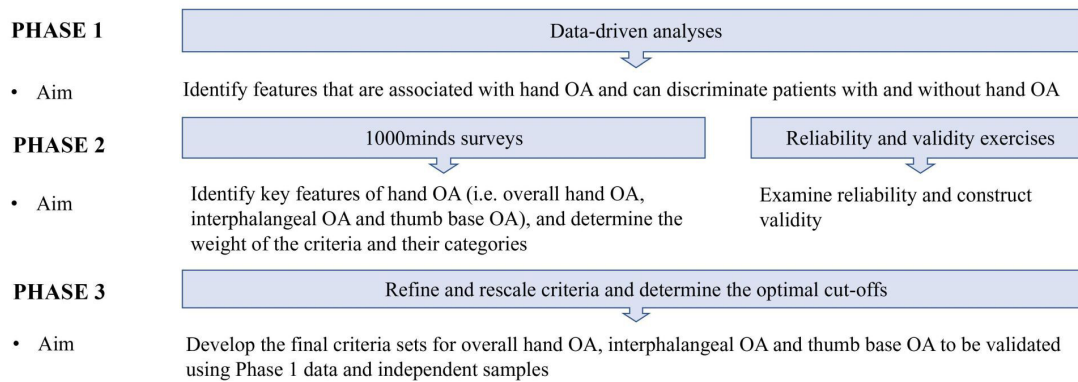 PHASE 1
Data-driven analyses
• Aim
Identify features that are associated with hand OA and can discriminate patients with and without hand OA
PHASE 2
1000minds surveys
Reliability and validity exercises
• Aim
Identify key features of hand OA (i.e. overall hand OA,
interphalangeal OA and thumb base OA), and determine the
weight of the criteria and their categories
Examine reliability and construct
validity
PHASE 3
Refine and rescale criteria and determine the optimal cut-offs
• Aim
Develop the final criteria sets for overall hand OA, interphalangeal OA and thumb base OA to be validated
using Phase 1 data and independent samples